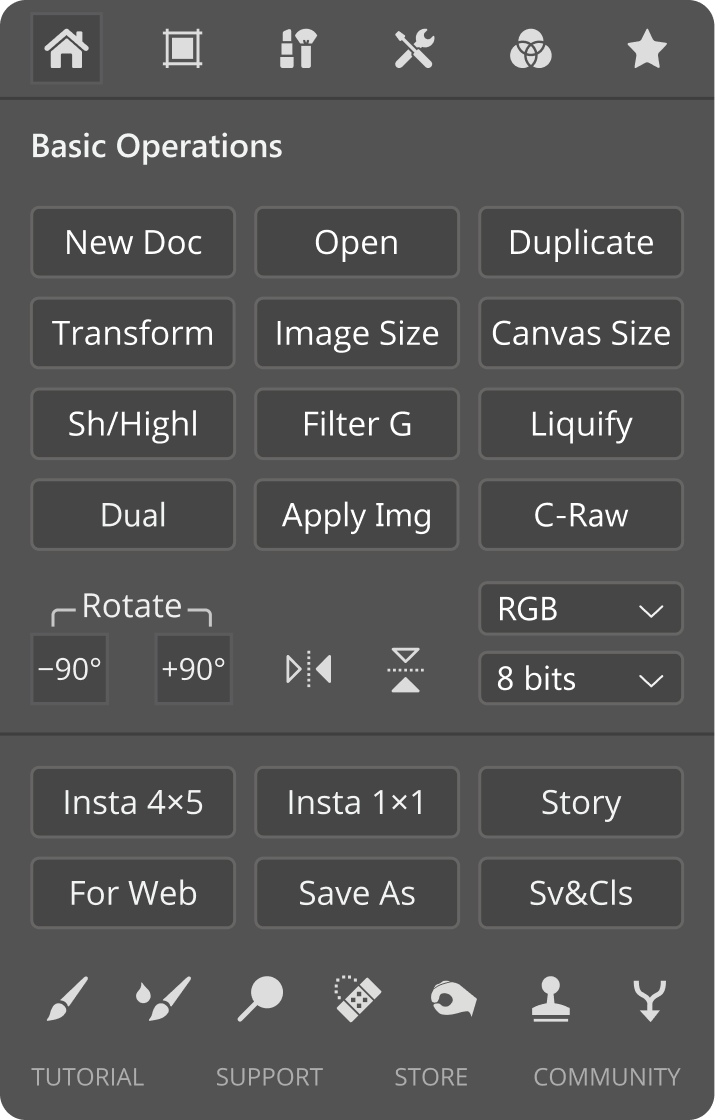 Basic Operations
New Doc Open Duplicate
Transform Image Size Canvas Size
Sh/Highl Filter G Liquify
Dual Apply Img C-Raw
Rotate RGB
−90° +90° 8 bits
Insta 4×5 Insta 1×1 Story
For Web Save As Sv&Cls
TUTORIAL SUPPORT STORE COMMUNITY